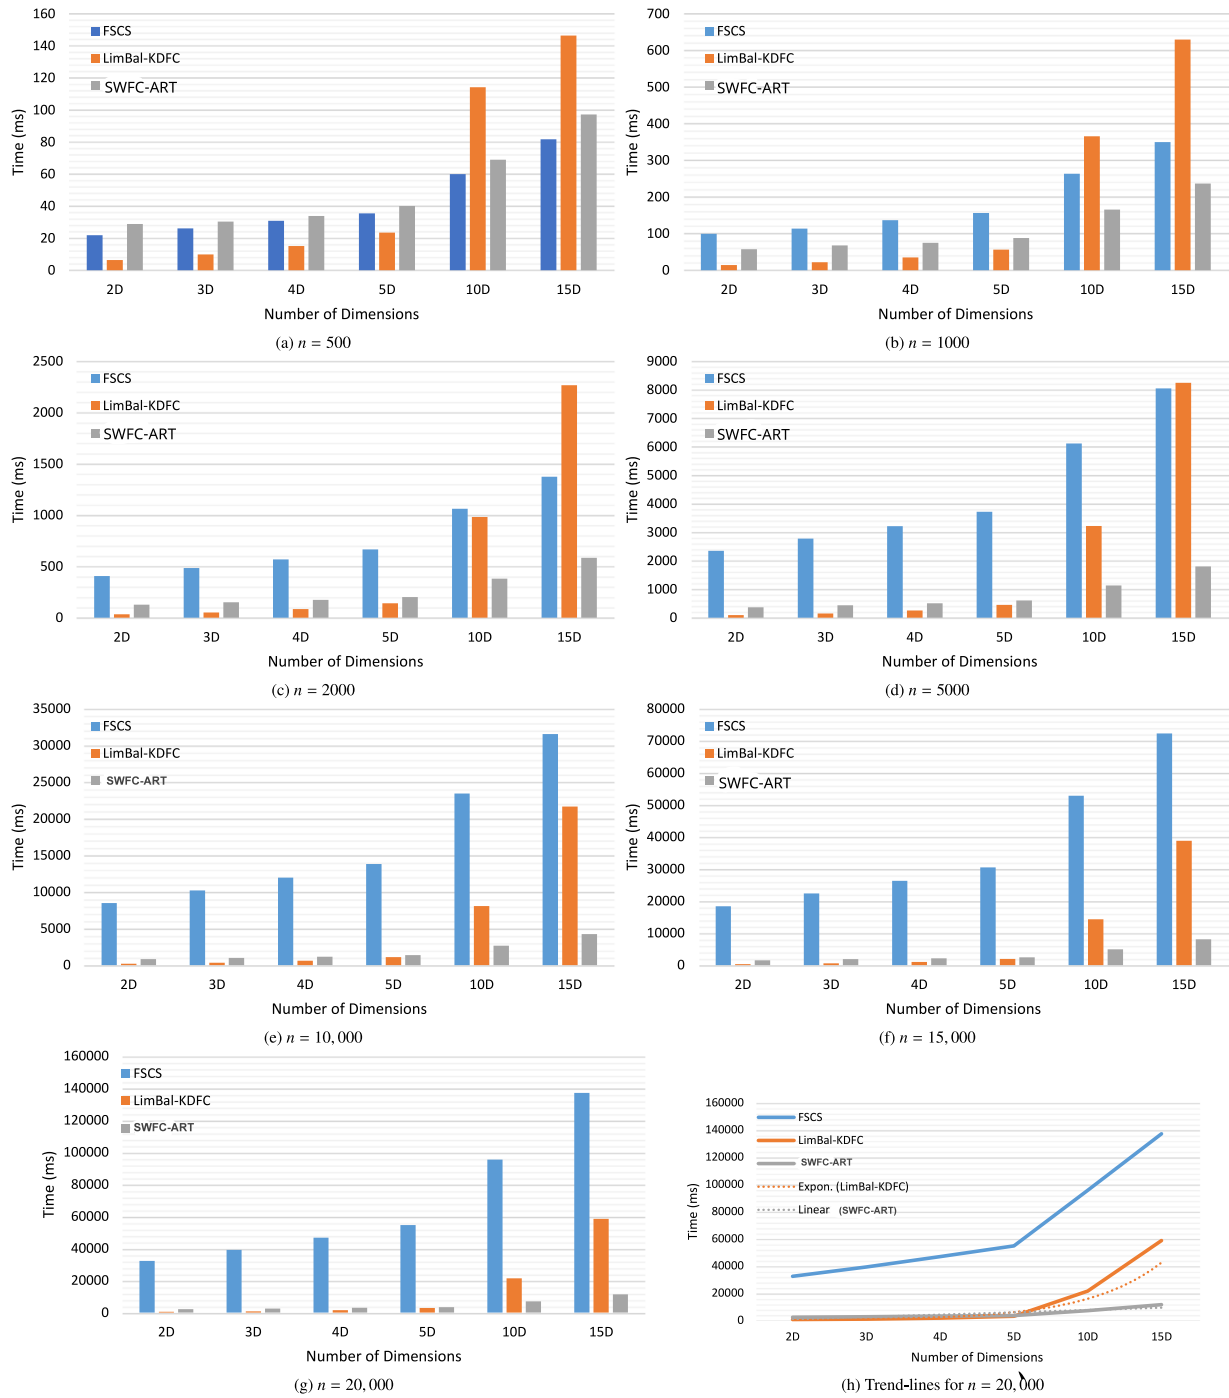 160
140
120
100
80
60
40
20
0
Time (ms)
FSCS
LimBal-KDFC
SWFC-ART
2D 3D 4D 5D 10D 15D
Number of Dimensions
(a) n = 500
700
600
500
400
300
200
100
0
Time (ms)
FSCS
LimBal-KDFC
SWFC-ART
2D 3D 4D 5D 10D 15D
Number of Dimensions
(b) n = 1000
2500
2000
1500
1000
500
0
Time (ms)
FSCS
LimBal-KDFC
SWFC-ART
2D 3D 4D 5D 10D 15D
Number of Dimensions
(c) n = 2000
9000
8000
7000
6000
5000
4000
3000
2000
1000
0
Time (ms)
FSCS
LimBal-KDFC
SWFC-ART
2D 3D 4D 5D 10D 15D
Number of Dimensions
(d) n = 5000
35000
30000
25000
20000
15000
10000
5000
0
Time (ms)
FSCS
LimBal-KDFC
SWFC-ART
2D 3D 4D 5D 10D 15D
Number of Dimensions
(e) n = 10,000
80000
70000
60000
50000
40000
30000
20000
10000
0
Time (ms)
FSCS
LimBal-KDFC
SWFC-ART
2D 3D 4D 5D 10D 15D
Number of Dimensions
(f) n = 15,000
160000
140000
120000
100000
80000
60000
40000
20000
0
Time (ms)
FSCS
LimBal-KDFC
SWFC-ART
2D 3D 4D 5D 10D 15D
Number of Dimensions
(g) n = 20,000
160000
140000
120000
100000
80000
60000
40000
20000
0
Time (ms)
FSCS
LimBal-KDFC
SWFC-ART
Expon. (LimBal-KDFC)
Linear (SWFC-ART)
2D 3D 4D 5D 10D 15D
Number of Dimensions
(h) Trend-lines for n = 20,000